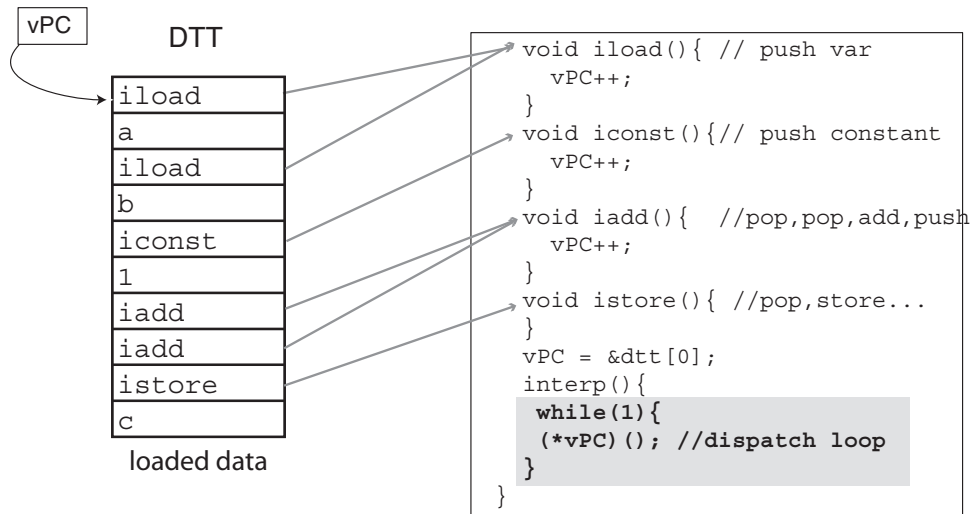 vPC
DTT
iload
a
iload
b
iconst
1
iadd
iadd
istore
c
loaded data
void iload(){ // push var
vPC++;
}
void iconst(){// push constant
vPC++;
}
void iadd(){  //pop,pop,add,push
vPC++;
}
void istore(){ //pop,store...
}
vPC = &dtt[0];
interp(){
while(1){
(*vPC)(); //dispatch loop
}
}